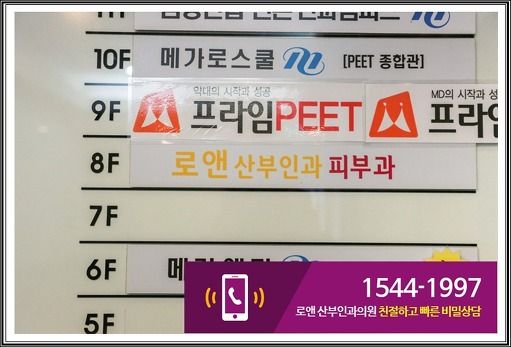 10F 메가로스쿨 [PEET 종합관]
약대의 시작과 성공 MD의 시작과 성
9F 프라임PEET
8F 로앤 산부인과 피부과
7F
6F
1544-1997
로앤 산부인과의원 친절하고 빠른 비밀상담
5F